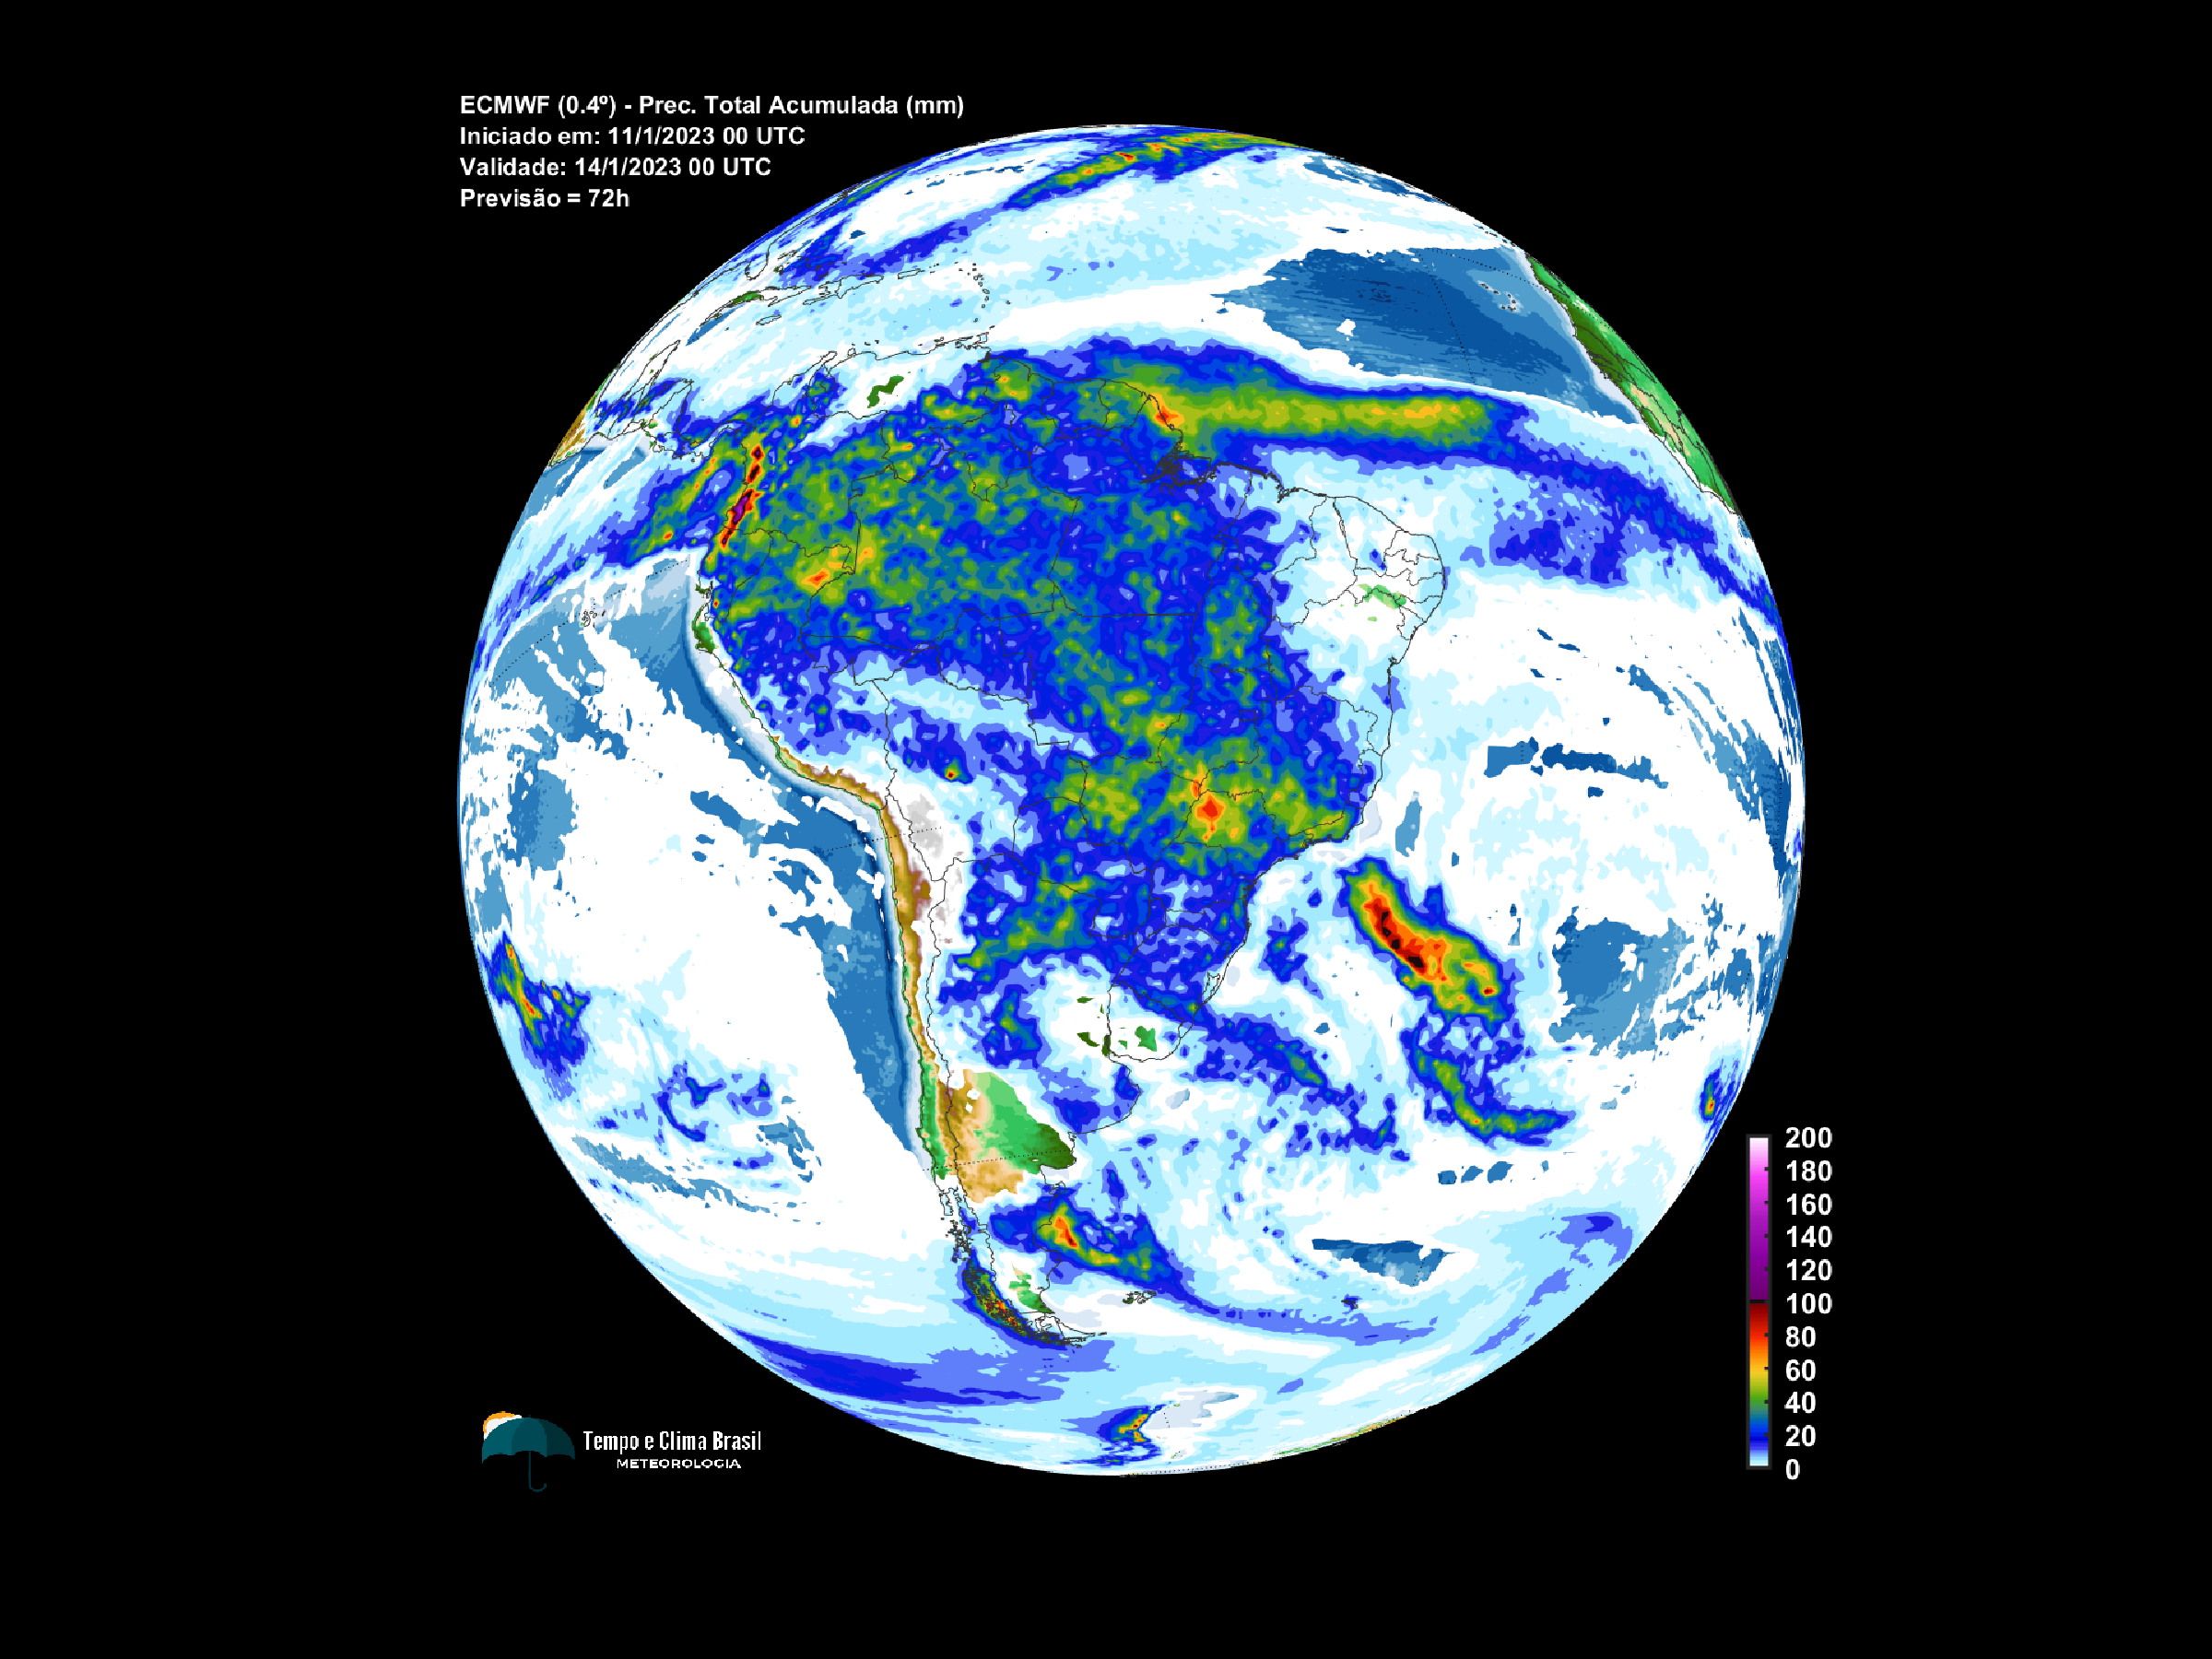 ECMWF (0.4º) - Prec. Total Acumulada (mm)
Iniciado em: 11/1/2023 00 UTC
Validade: 14/1/2023 00 UTC
Previsão = 72h
200
180
160
140
120
100
80
60
40
20
0
Tempo e Clima Brasil
METEOROLOGIA